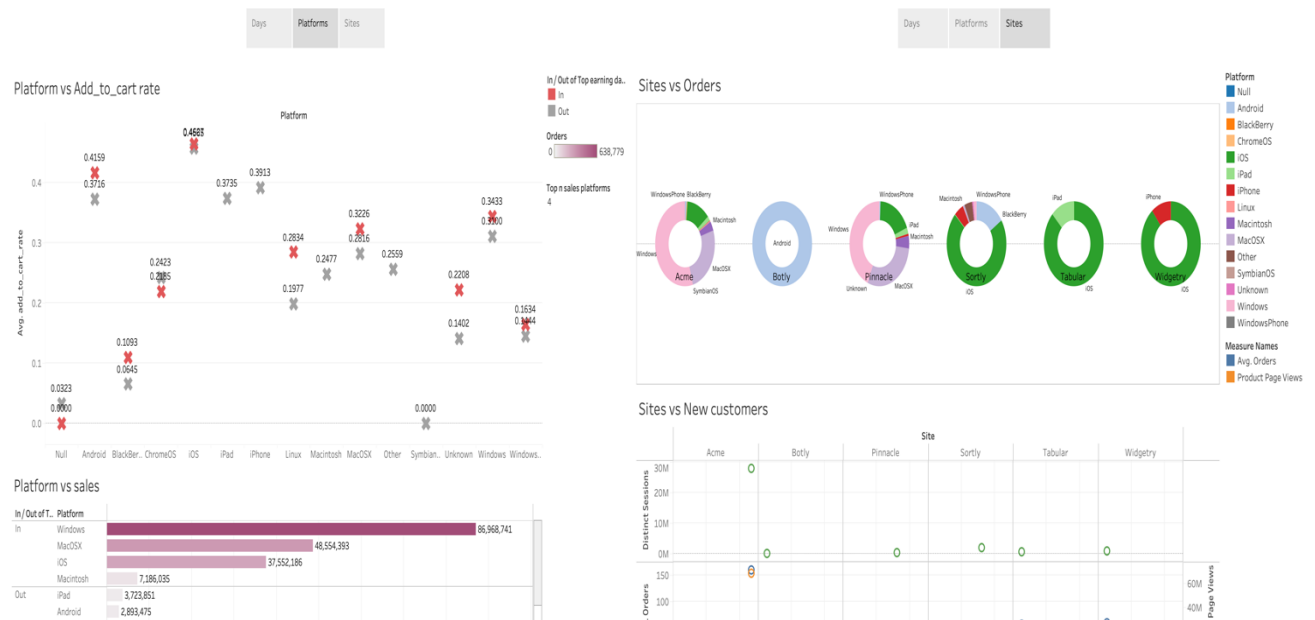 Days Platforms Sites
Platform vs Add_to_cart rate
Platform
In / Out of Top earning da..
In
Out
Orders
0 638,779
Top n sales platforms
4
Avg. add_to_cart_rate
0.4
0.3
0.2
0.1
0.0
0.0323
0.0000
0.4159
0.3716
0.1093
0.0645
0.2423
0.3735
0.3913
0.2834
0.1977
0.2477
0.3226
0.2816
0.2559
0.0000
0.2208
0.1402
0.3433
0.1634
Null Android BlackBer.. ChromeOS iOS iPad iPhone Linux Macintosh MacOSX Other Symbian.. Unknown Windows Windows..
Platform vs sales
In / Out of T.. Platform
In Windows 86,968,741
MacOSX 48,554,393
iOS 37,552,186
Macintosh 7,186,035
Out iPad 3,723,851
Android 2,893,475
Days Platforms Sites
Sites vs Orders
WindowsPhone BlackBerry
Macintosh
Windows
MacOSX
Acme
SymbianOS
Android
Botly
WindowsPhone
Windows
iPad
Macintosh
Pinnacle
Unknown
MacOSX
Macintosh
WindowsPhone
BlackBerry
Sortly
iOS
iPad
Tabular
iOS
iPhone
Widgetry
iOS
Platform
Null
Android
BlackBerry
ChromeOS
iOS
iPad
iPhone
Linux
Macintosh
MacOSX
Other
SymbianOS
Unknown
Windows
WindowsPhone
Measure Names
Avg. Orders
Product Page Views
Sites vs New customers
Site
Acme Botly Pinnacle Sortly Tabular Widgetry
Distinct Sessions
30M
20M
10M
0M
Orders
150
100
60M
40M
Page Views